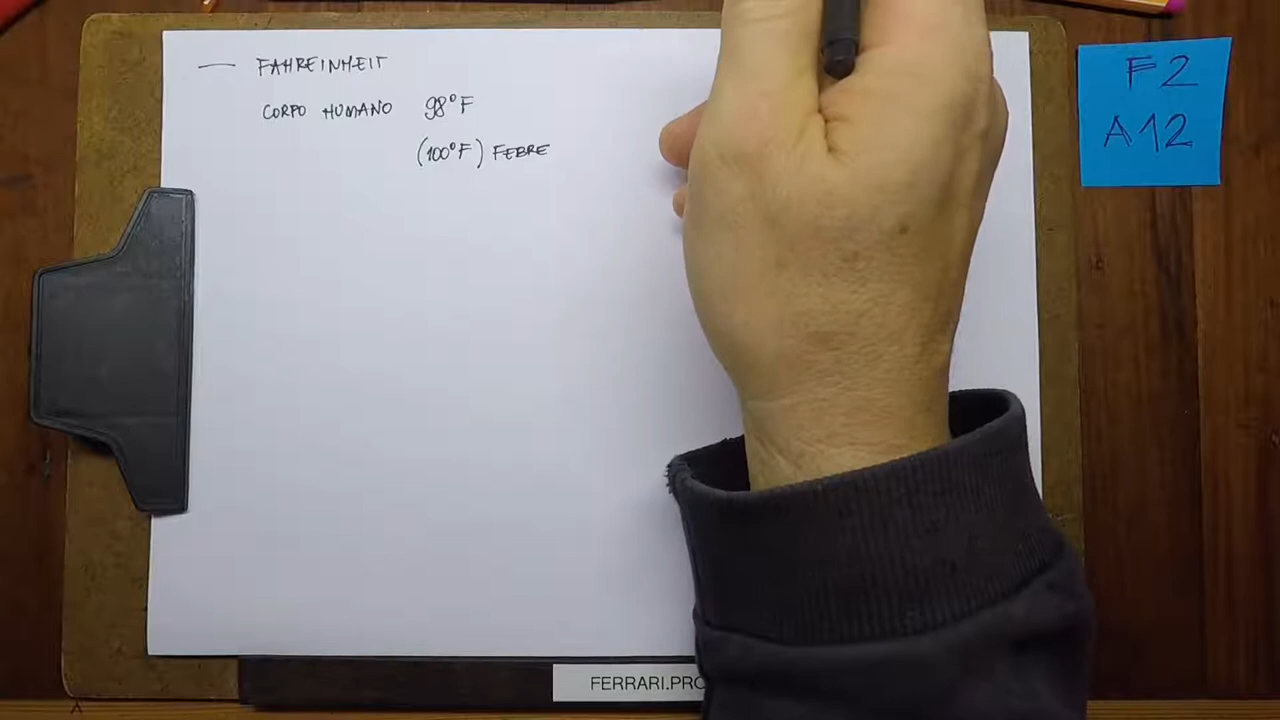 — FAHREINHEIT
CORPO HUMANO 98°F
(100°F) FEBRE
F2
A12
FERRARI.PRO